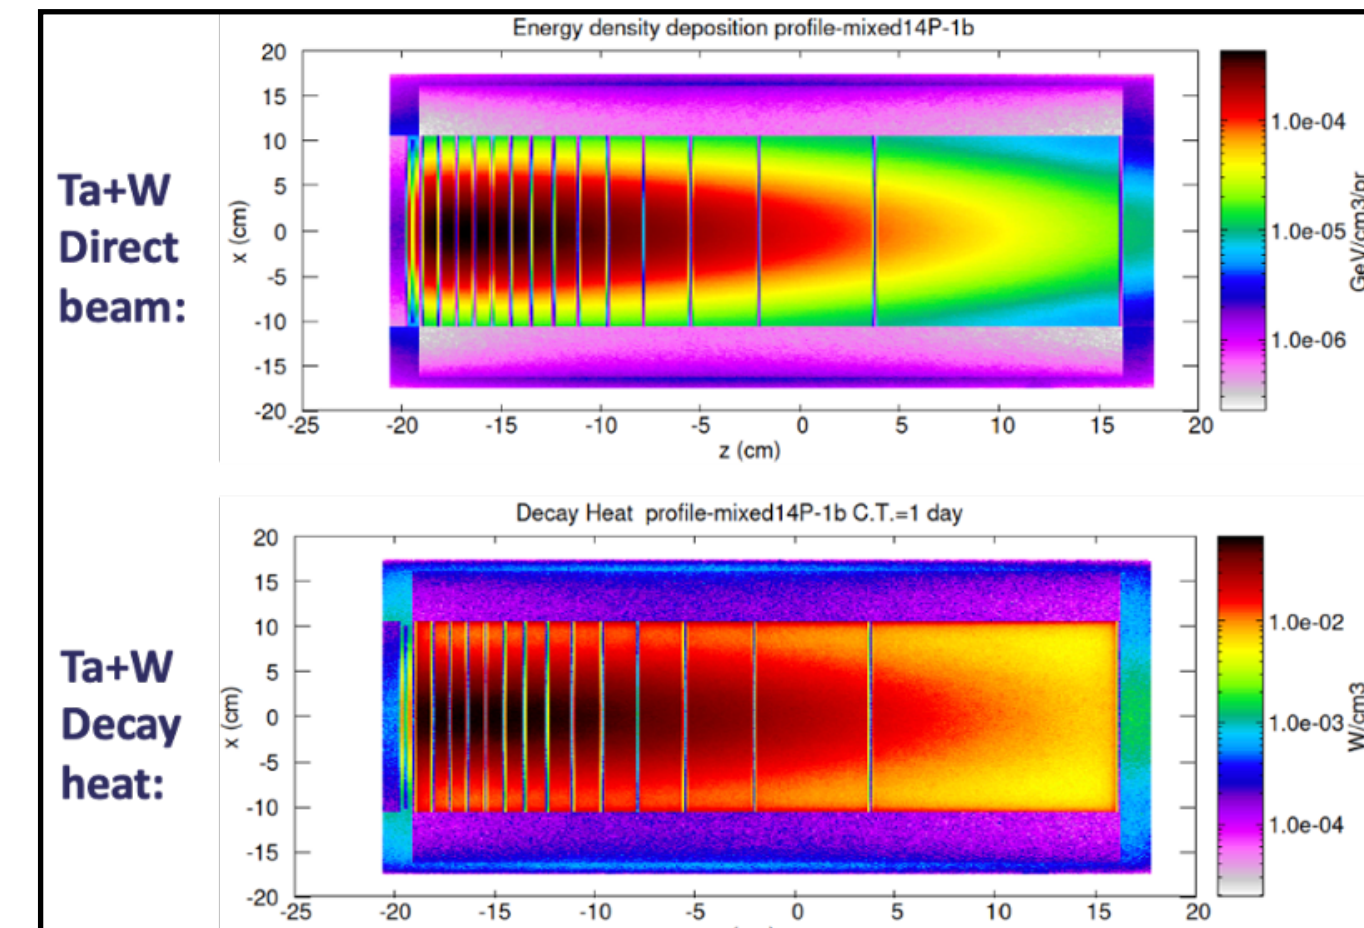 Energy density deposition profile-mixed14P-1b
Ta+W
Direct
beam:
x (cm)
20
15
10
5
0
-5
-10
-15
-20
-25 -20 -15 -10 -5 0 5 10 15 20
z (cm)
1.0e-04
1.0e-05
1.0e-06
GeV/cm3/pr
Decay Heat profile-mixed14P-1b C.T.=1 day
Ta+W
Decay
heat:
x (cm)
20
15
10
5
0
-5
-10
-15
-20
-25 -20 -15 -10 -5 0 5 10 15 20
1.0e-02
1.0e-03
1.0e-04
W/cm3